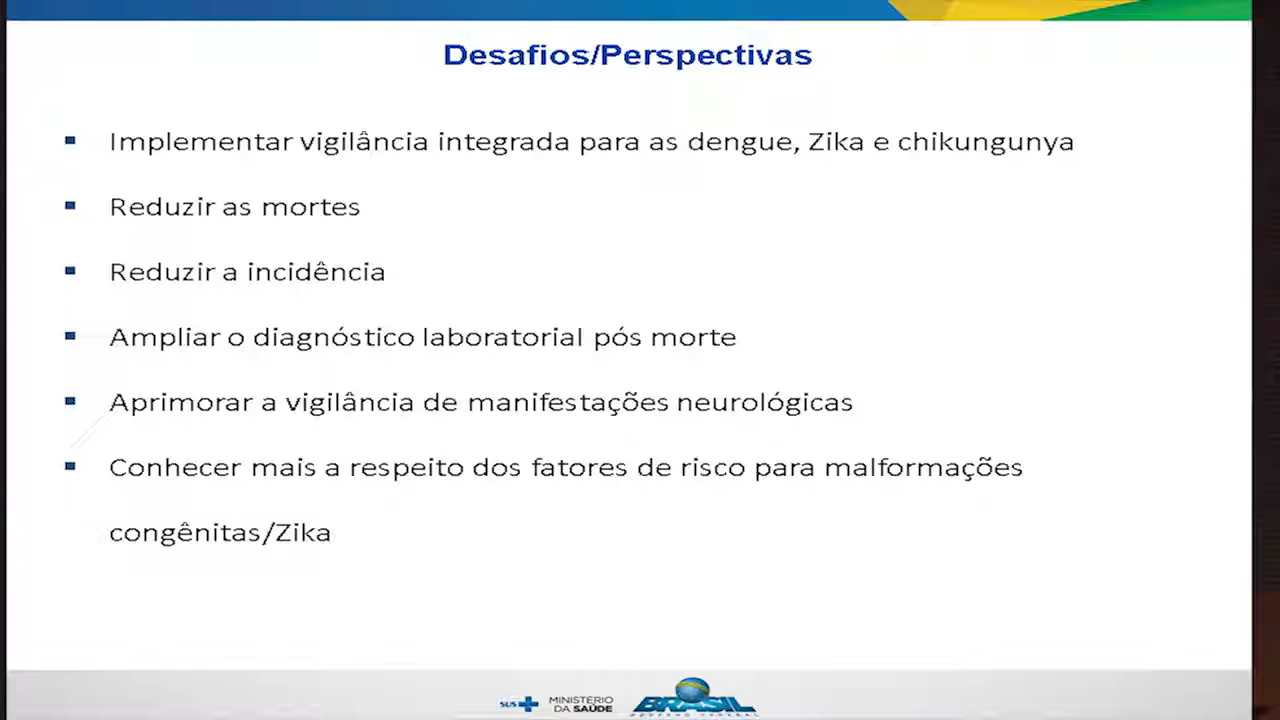 Desafios/Perspectivas
Implementar vigilância integrada para as dengue, Zika e chikungunya
Reduzir as mortes
Reduzir a incidência
Ampliar o diagnóstico laboratorial pós morte
Aprimorar a vigilância de manifestações neurológicas
Conhecer mais a respeito dos fatores de risco para malformações
congênitas/Zika
SUS MINISTÉRIO
DA SAÚDE
BRASIL
GOVERNO FEDERAL